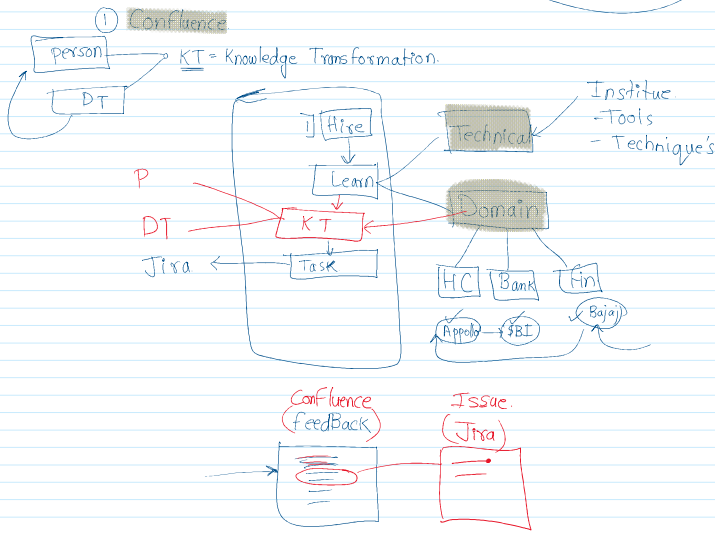 1 Confluence
person
KT = Knowledge Transformation.
DT
Institue.
- Tools
- Technique's
1] Hire
Technical
Learn
P
Domain
KT
DT
Jira
Task
HC
Bank
Fin
Appollo
SBI
Bajaj
Confluence
(feedBack)
Issue.
(Jira)